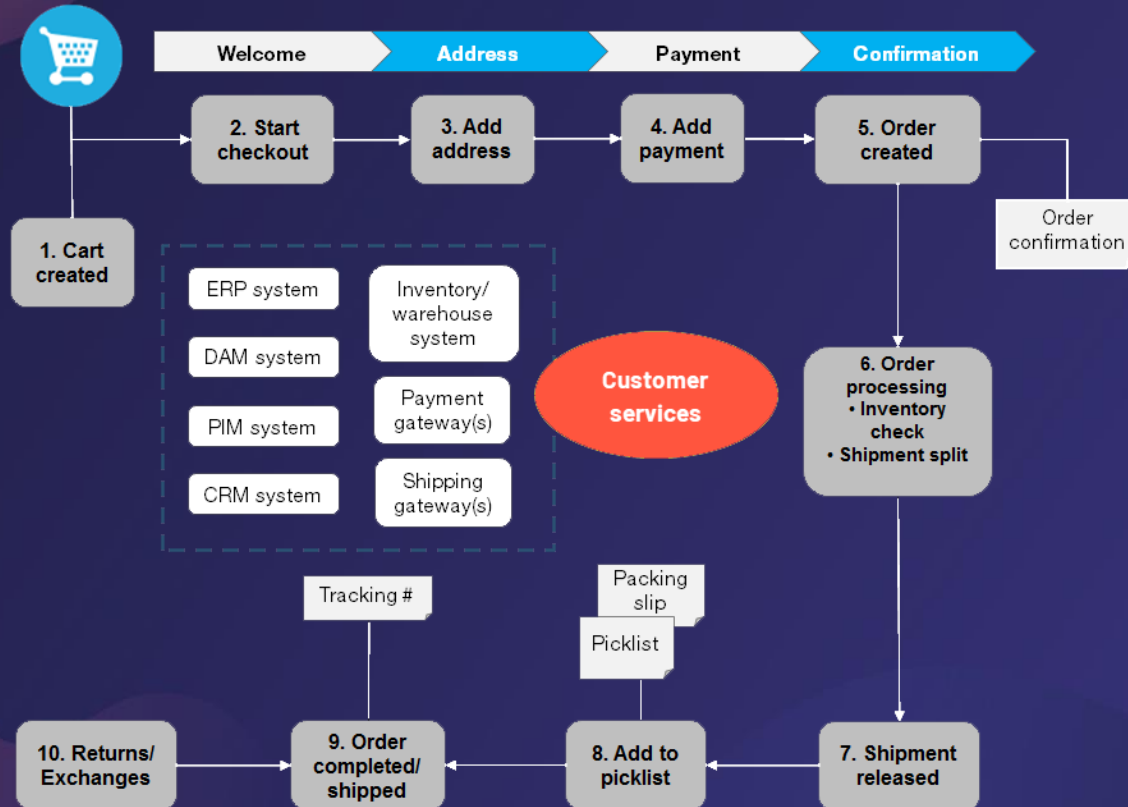 Welcome
Address
Payment
Confirmation
2. Start
checkout
3. Add
address
4. Add
payment
5. Order
created
Order
confirmation
1. Cart
created
ERP system
DAM system
PIM system
CRM system
Inventory/
warehouse
system
Payment
gateway(s)
Shipping
gateway(s)
Customer
services
6. Order
processing
• Inventory
check
• Shipment split
Tracking #
Packing
slip
Picklist
10. Returns/
Exchanges
9. Order
completed/
shipped
8. Add to
picklist
7. Shipment
released